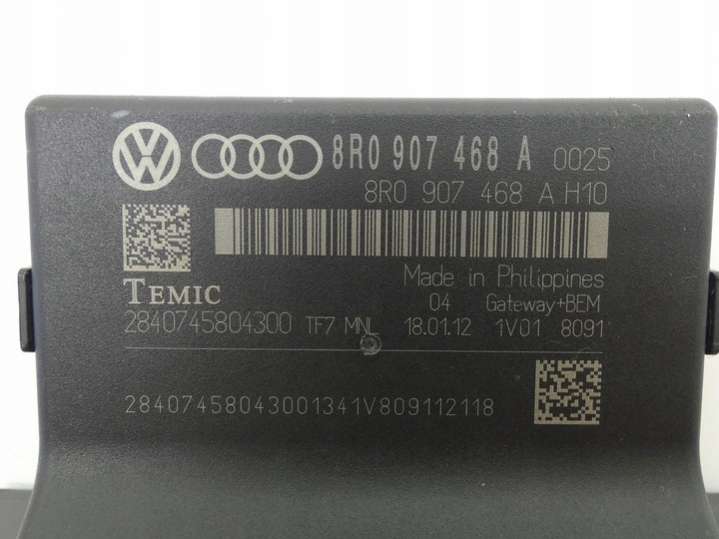 8R0 907 468 A 0025
8R0 907 468 A H10
Made in Philippines
TEMIC 04 Gateway+BEM
2840745804300 TF7 MNL 18.01.12 1V01 8091
28407458043001341V809112118